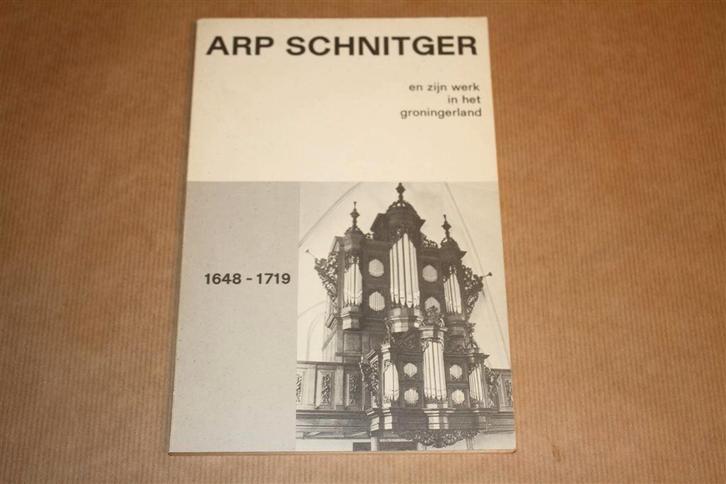 ARP SCHNITGER
en zijn werk
in het
groningerland
1648 - 1719